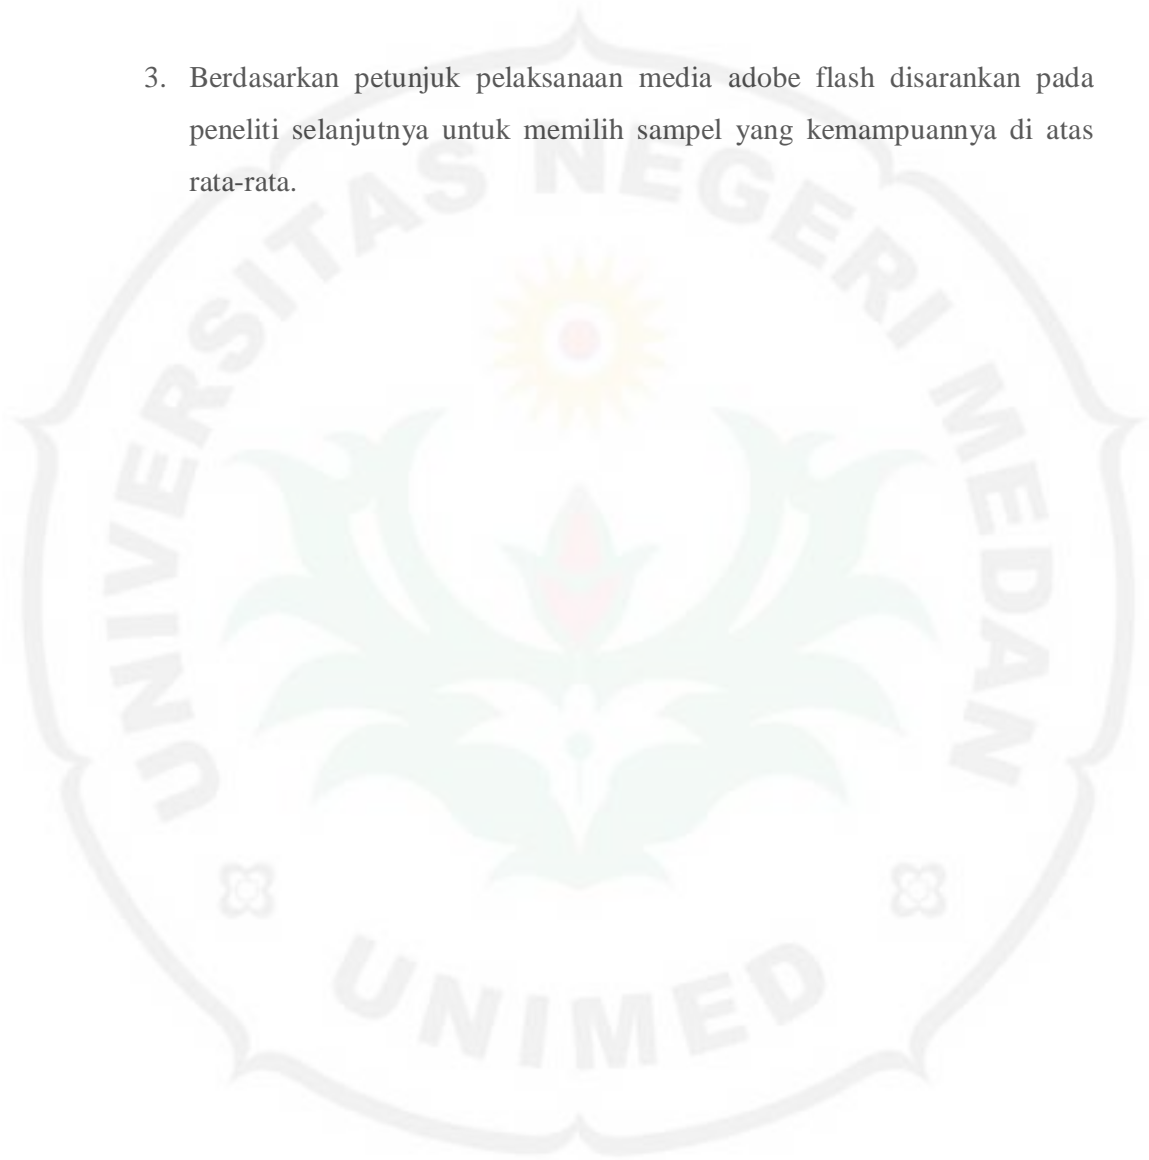 3. Berdasarkan petunjuk pelaksanaan media adobe flash disarankan pada
peneliti selanjutnya untuk memilih sampel yang kemampuannya di atas
rata-rata.
UNIVERSITAS NEGERI MEDAN
UNIMED